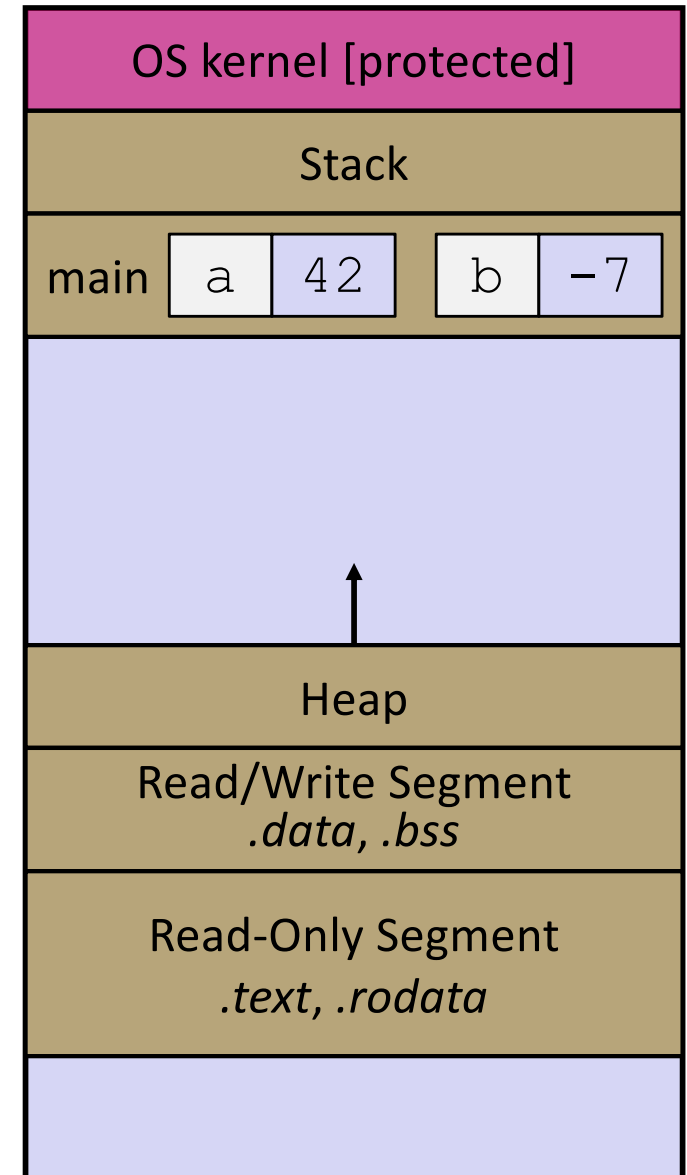 OS kernel [protected]
Stack
main a 42 b -7
Heap
Read/Write Segment
.data, .bss
Read-Only Segment
.text, .rodata